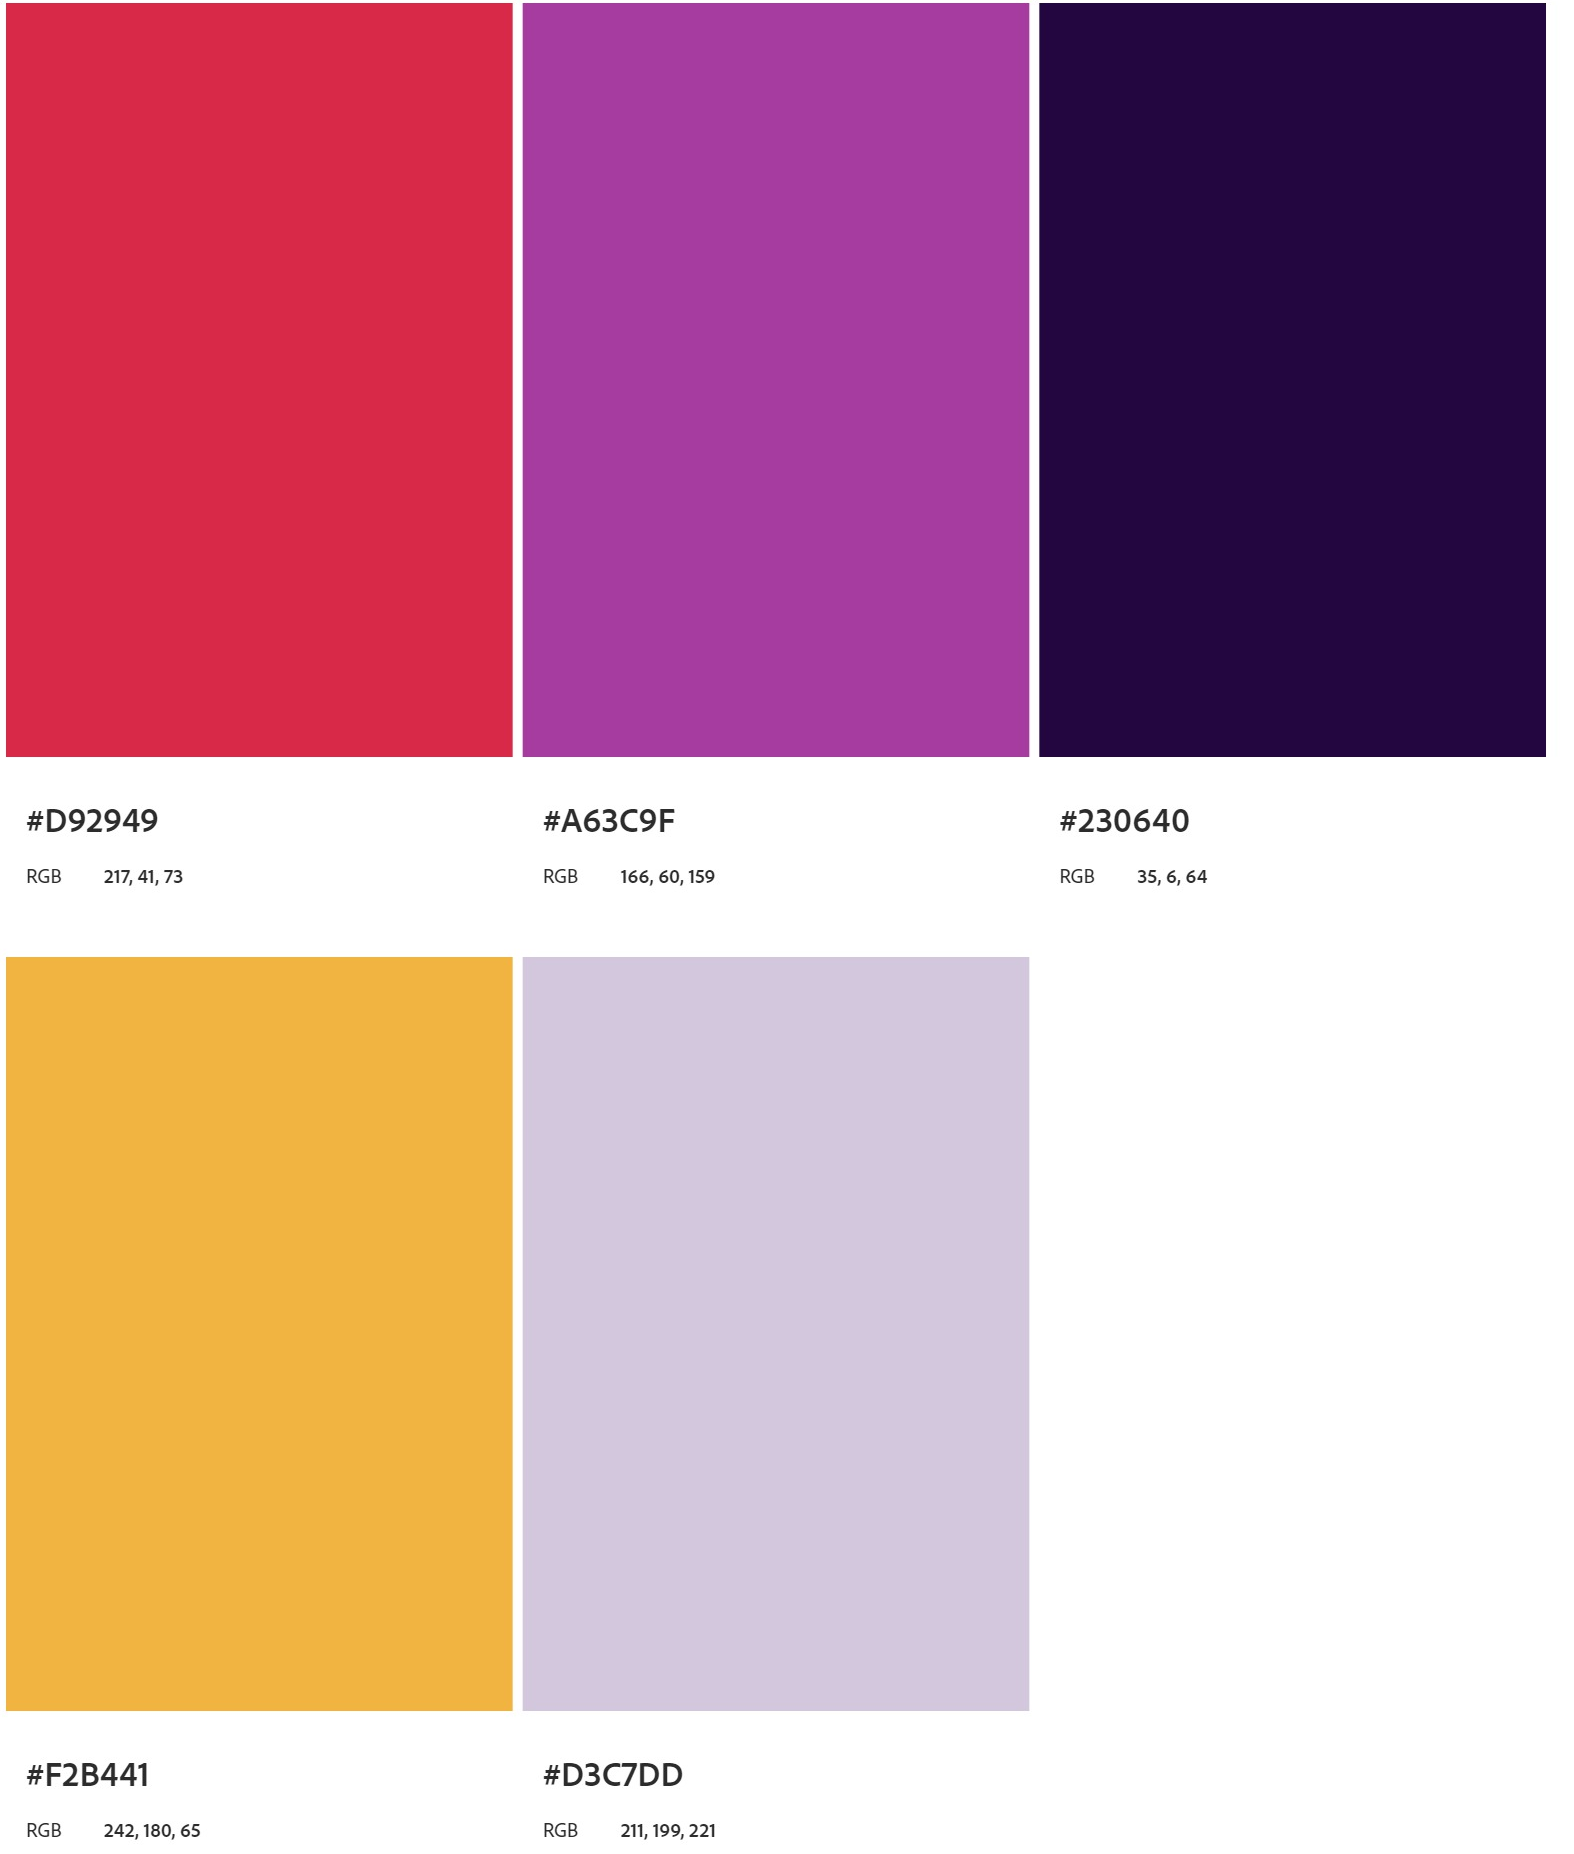 #D92949
RGB 217, 41, 73
#A63C9F
RGB 166, 60, 159
#230640
RGB 35, 6, 64
#F2B441
RGB 242, 180, 65
#D3C7DD
RGB 211, 199, 221